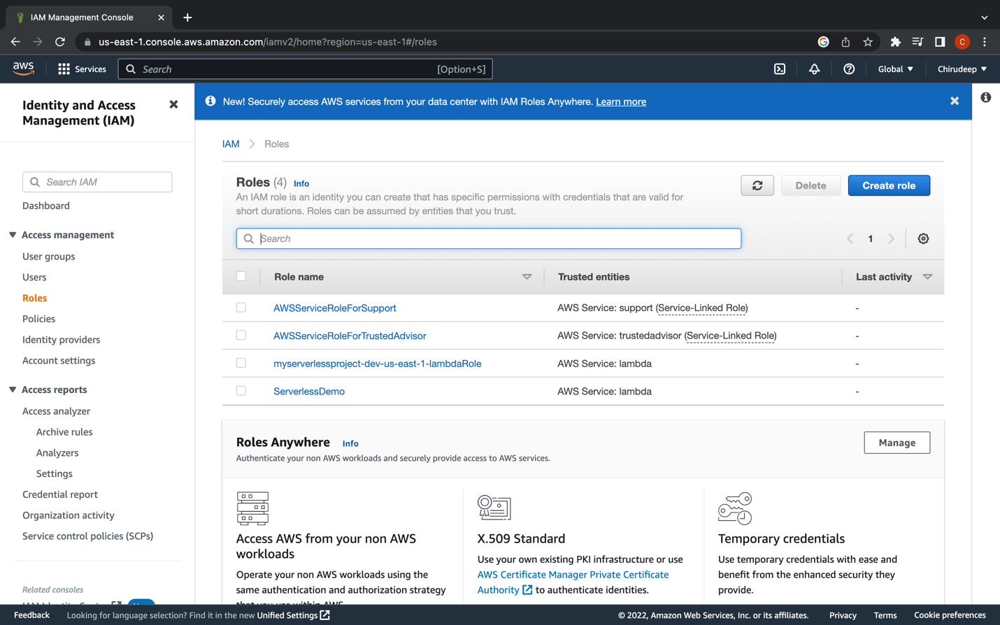 IAM Management Console
us-east-1.console.aws.amazon.com/iamv2/home?region=us-east-1#/roles
C
aws
Services
Search
[Option+S]
Global
Chirudeep
Identity and Access
Management (IAM)
Search IAM
Dashboard
Access management
User groups
Users
Roles
Policies
Identity providers
Account settings
Access reports
Access analyzer
Archive rules
Analyzers
Settings
Credential report
Organization activity
Service control policies (SCPs)
Related consoles
New! Securely access AWS services from your data center with IAM Roles Anywhere. Learn more
IAM
Roles
Roles (4) Info
An IAM role is an identity you can create that has specific permissions with credentials that are valid for
short durations. Roles can be assumed by entities that you trust.
Delete
Create role
Search
1
Role name
Trusted entities
Last activity
AWSServiceRoleForSupport
AWS Service: support (Service-Linked Role)
-
AWSServiceRoleForTrustedAdvisor
AWS Service: trustedadvisor (Service-Linked Role)
-
myserverlessproject-dev-us-east-1-lambdaRole
AWS Service: lambda
-
ServerlessDemo
AWS Service: lambda
-
Roles Anywhere Info
Authenticate your non AWS workloads and securely provide access to AWS services.
Manage
Access AWS from your non AWS
workloads
Operate your non AWS workloads using the
same authentication and authorization strategy
that you use within AWS
X.509 Standard
Use your own existing PKI infrastructure or use
AWS Certificate Manager Private Certificate
Authority to authenticate identities.
Temporary credentials
Use temporary credentials with ease and
benefit from the enhanced security they
provide.
Feedback
Looking for language selection? Find it in the new Unified Settings
© 2022, Amazon Web Services, Inc. or its affiliates.
Privacy
Terms
Cookie preferences